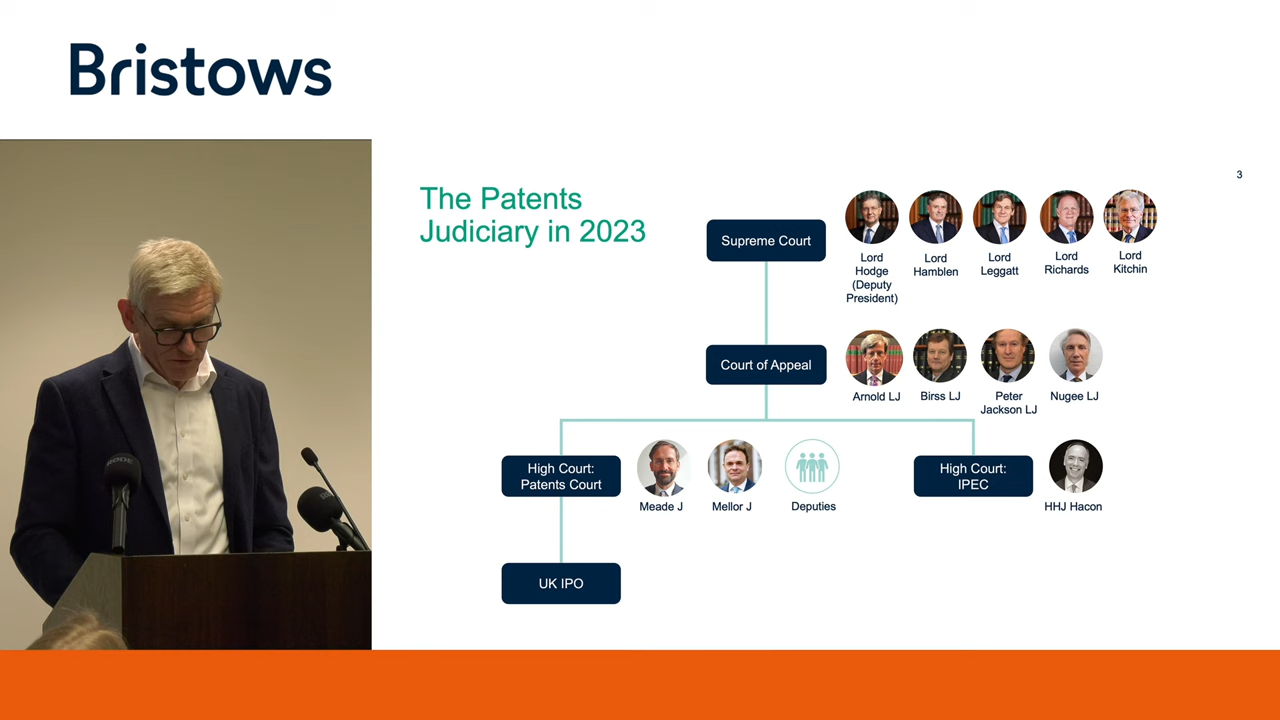 Bristows
3
The Patents
Judiciary in 2023
Supreme Court
Lord
Hodge
(Deputy
President)
Lord
Hamblen
Lord
Leggatt
Lord
Richards
Lord
Kitchin
Court of Appeal
Arnold LJ
Birss LJ
Peter
Jackson LJ
Nugee LJ
High Court:
Patents Court
Meade J
Mellor J
Deputies
High Court:
IPEC
HHJ Hacon
UK IPO
RODE